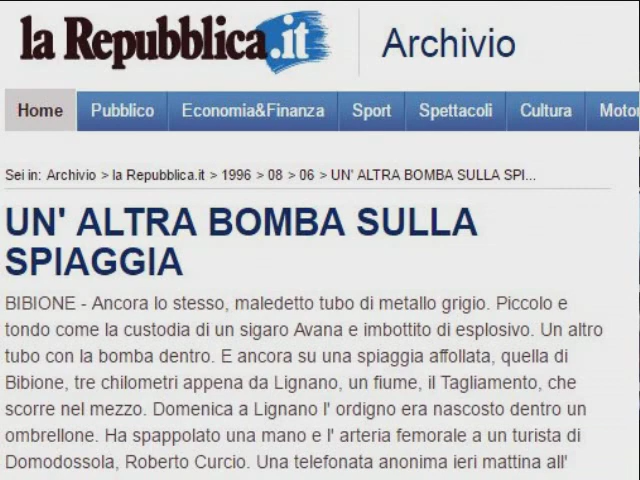 la Repubblica.it Archivio
Home Pubblico Economia&Finanza Sport Spettacoli Cultura Motor
Sei in: Archivio > la Repubblica.it > 1996 > 08 > 06 > UN' ALTRA BOMBA SULLA SPI...
UN' ALTRA BOMBA SULLA
SPIAGGIA
BIBIONE - Ancora lo stesso, maledetto tubo di metallo grigio. Piccolo e
tondo come la custodia di un sigaro Avana e imbottito di esplosivo. Un altro
tubo con la bomba dentro. E ancora su una spiaggia affollata, quella di
Bibione, tre chilometri appena da Lignano, un fiume, il Tagliamento, che
scorre nel mezzo. Domenica a Lignano l' ordigno era nascosto dentro un
ombrellone. Ha spappolato una mano e l' arteria femorale a un turista di
Domodossola, Roberto Curcio. Una telefonata anonima ieri mattina all'